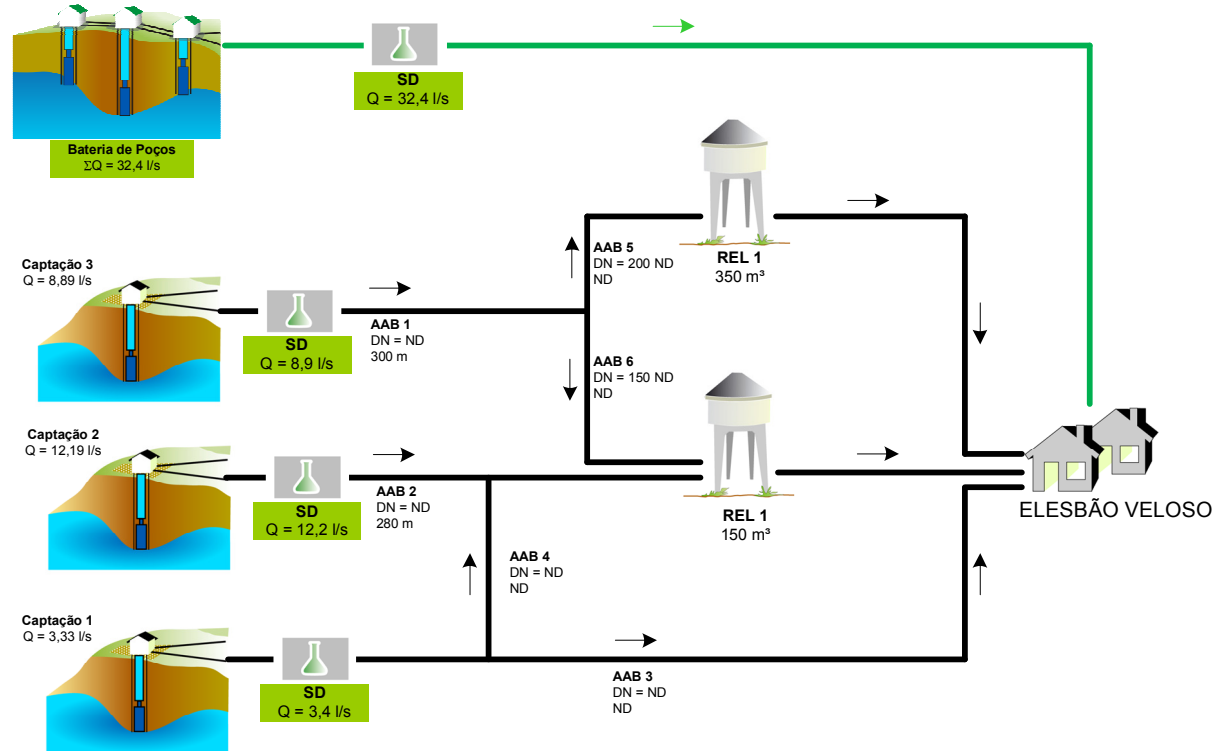 SD
Q = 32,4 l/s
Bateria de Poços
ΣQ = 32,4 l/s
Captação 3
Q = 8,89 l/s
SD
Q = 8,9 l/s
AAB 1
DN = ND
300 m
AAB 5
DN = 200 ND
ND
REL 1
350 m³
AAB 6
DN = 150 ND
ND
Captação 2
Q = 12,19 l/s
SD
Q = 12,2 l/s
AAB 2
DN = ND
280 m
REL 1
150 m³
ELESBÃO VELOSO
AAB 4
DN = ND
ND
Captação 1
Q = 3,33 l/s
SD
Q = 3,4 l/s
AAB 3
DN = ND
ND